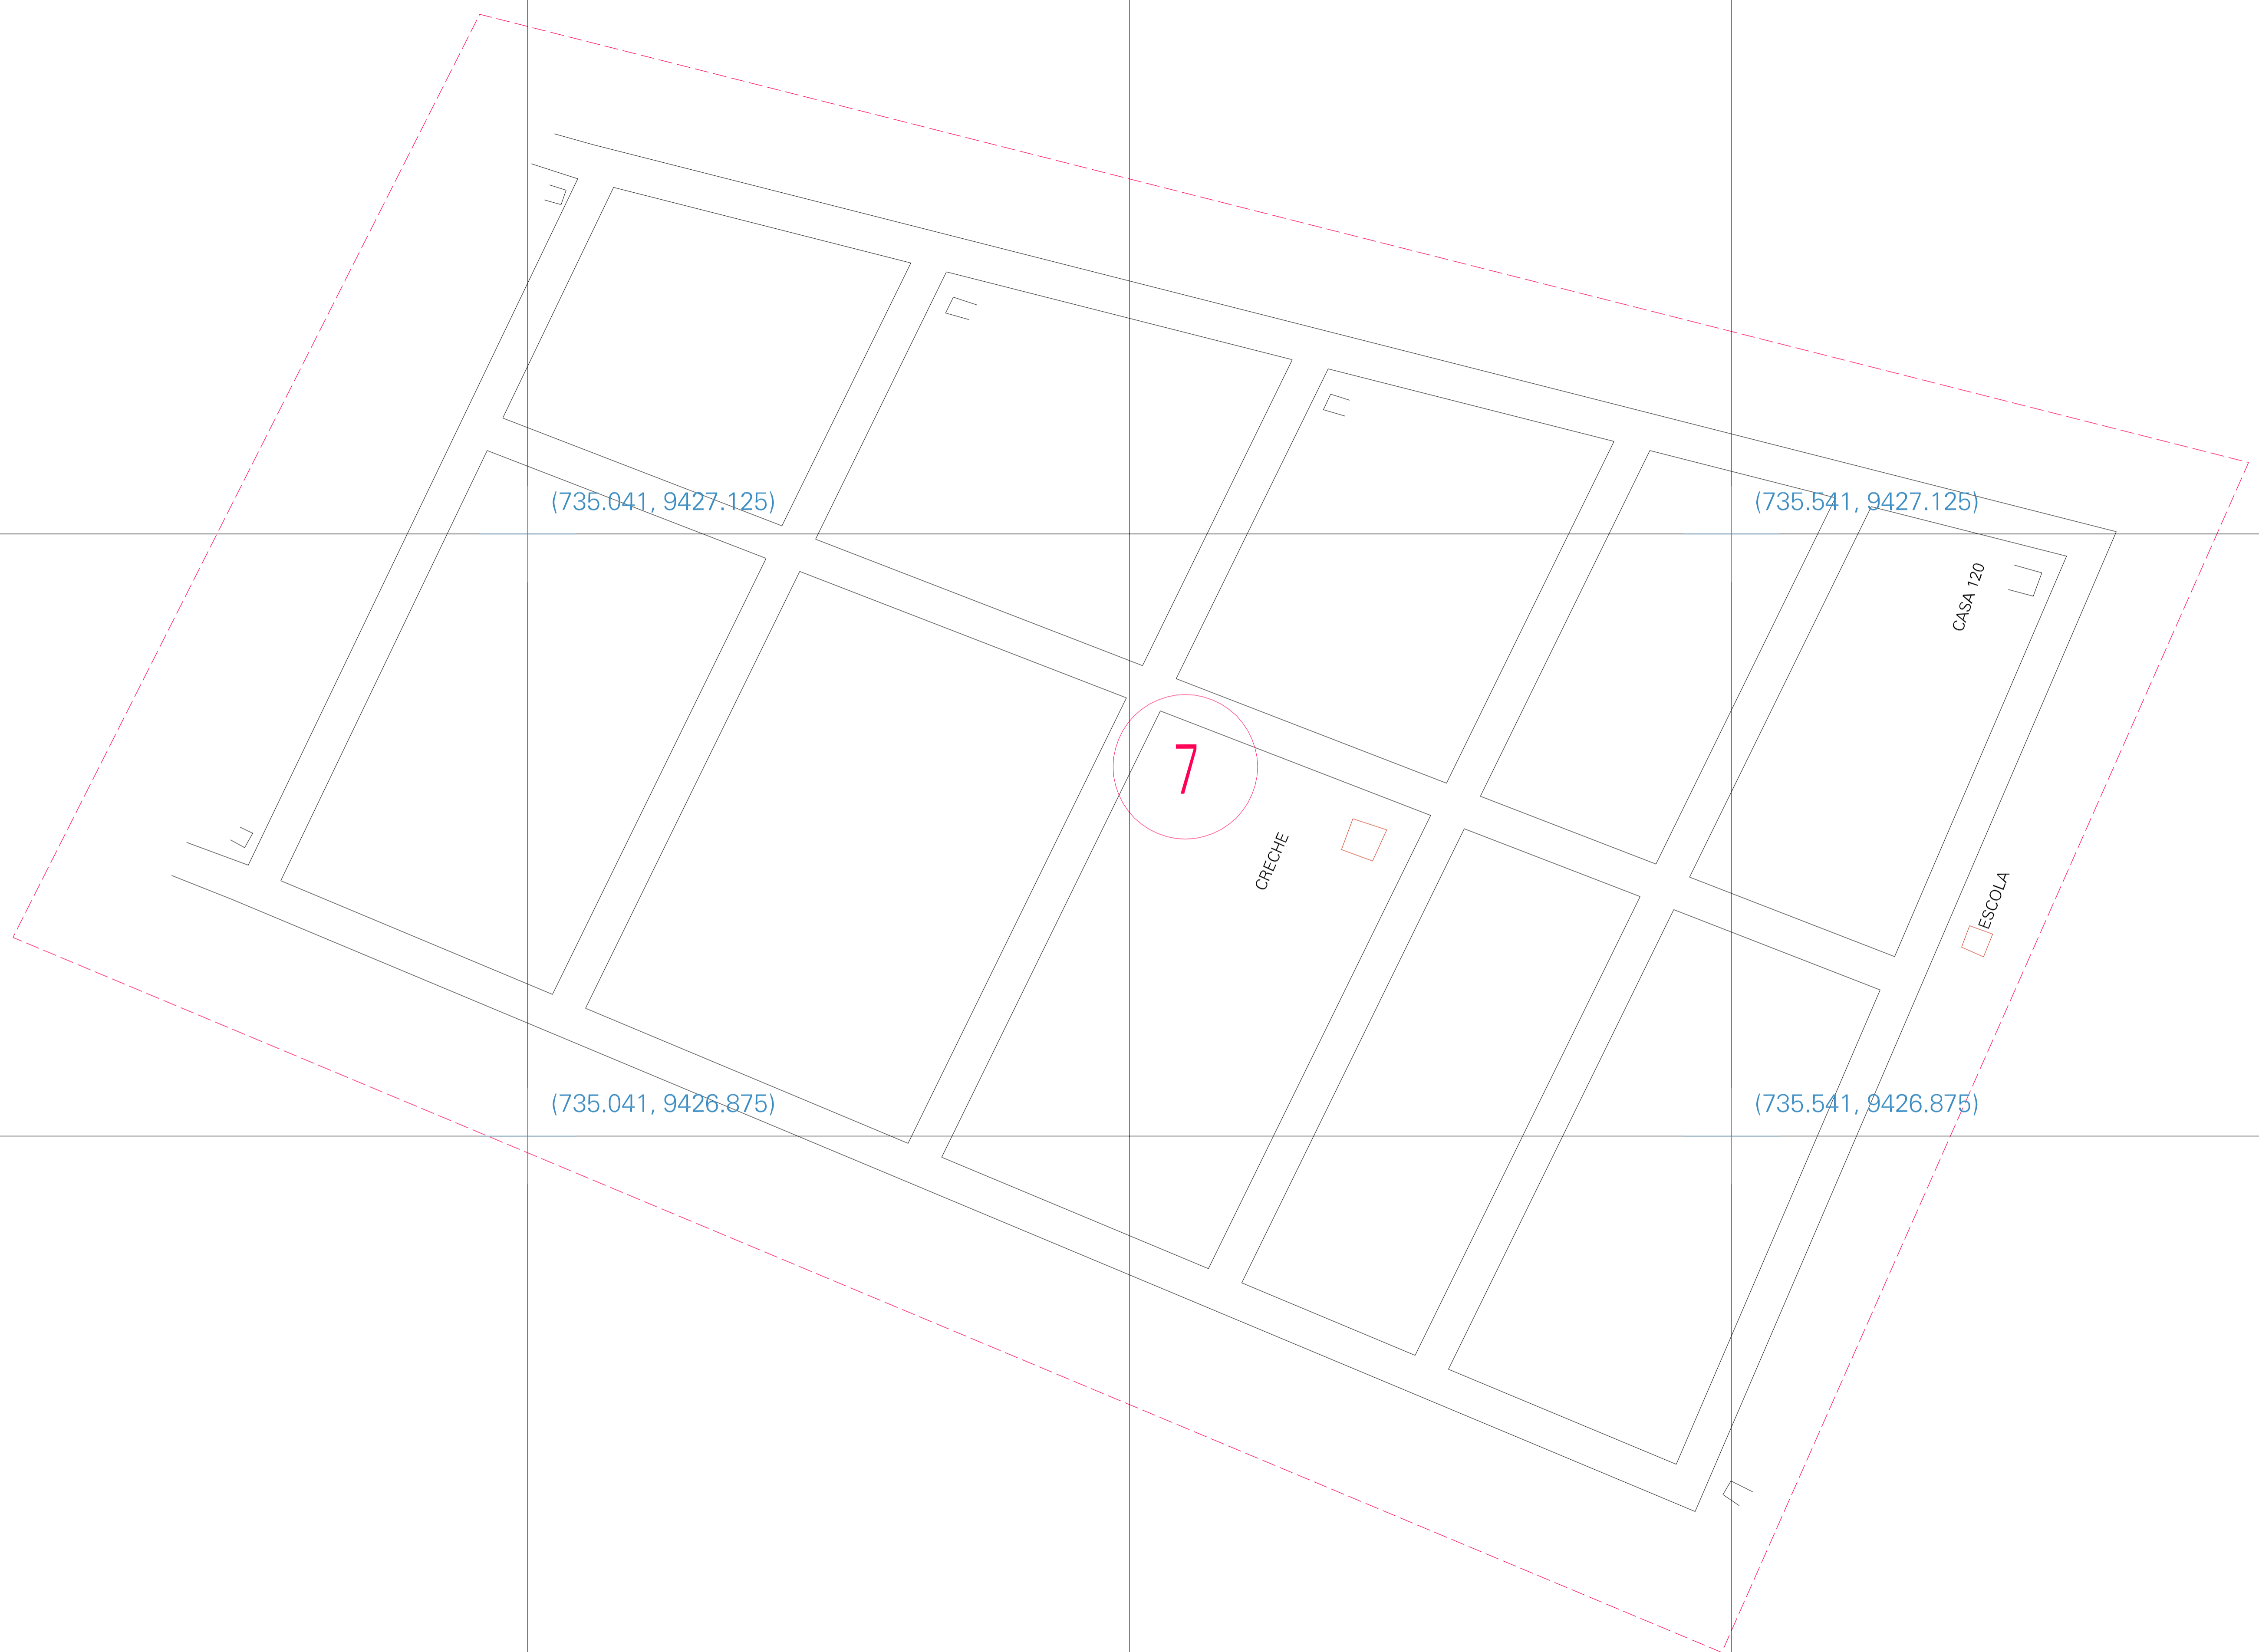 (735.041, 9427.125)
(735.541, 9427.125)
CASA 120
7
CRECHE
ESCOLA
(735.041, 9426.875)
(735.541, 9426.875)